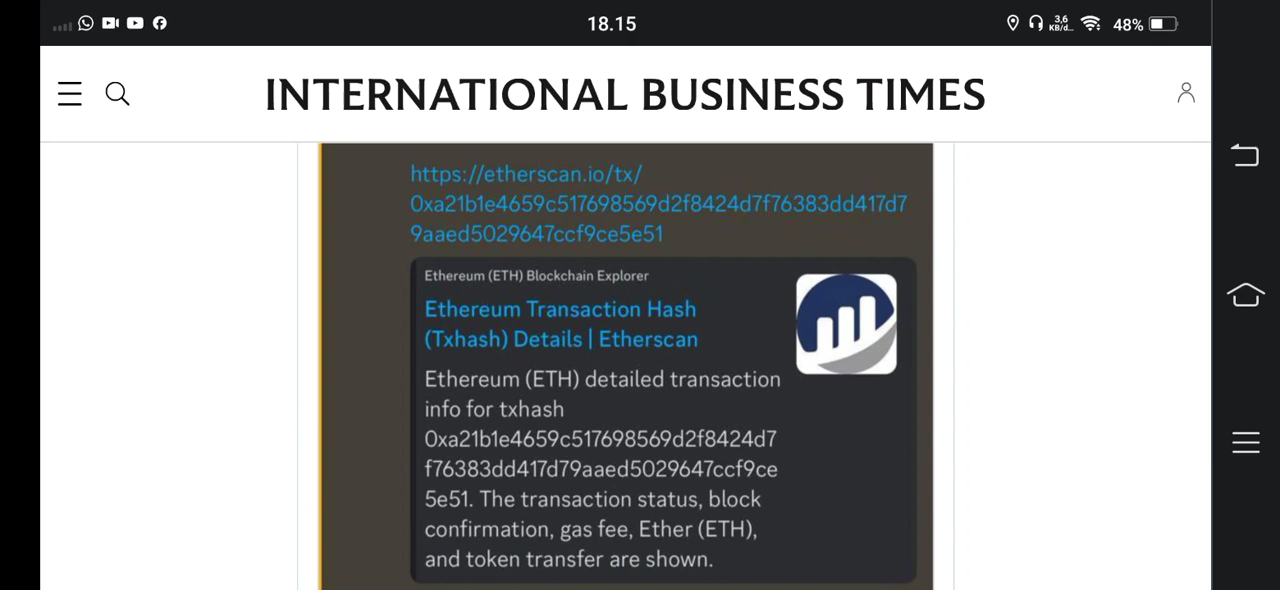 18.15
3,6
KB/d...
48%
INTERNATIONAL BUSINESS TIMES
https://etherscan.io/tx/
0xa21b1e4659c517698569d2f8424d7f76383dd417d7
9aaed5029647ccf9ce5e51
Ethereum (ETH) Blockchain Explorer
Ethereum Transaction Hash
(Txhash) Details | Etherscan
Ethereum (ETH) detailed transaction
info for txhash
0xa21b1e4659c517698569d2f8424d7
f76383dd417d79aaed5029647ccf9ce
5e51. The transaction status, block
confirmation, gas fee, Ether (ETH),
and token transfer are shown.